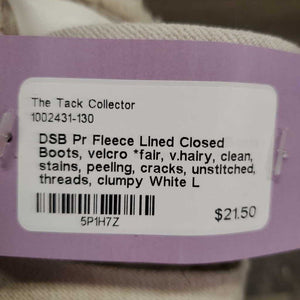 The Tack Collector
1002431-130
DSB Pr Fleece Lined Closed
Boots, velcro *fair, v.hairy, clean,
stains, peeling, cracks, unstitched,
threads, clumpy White L
5P1H7Z
$21.50